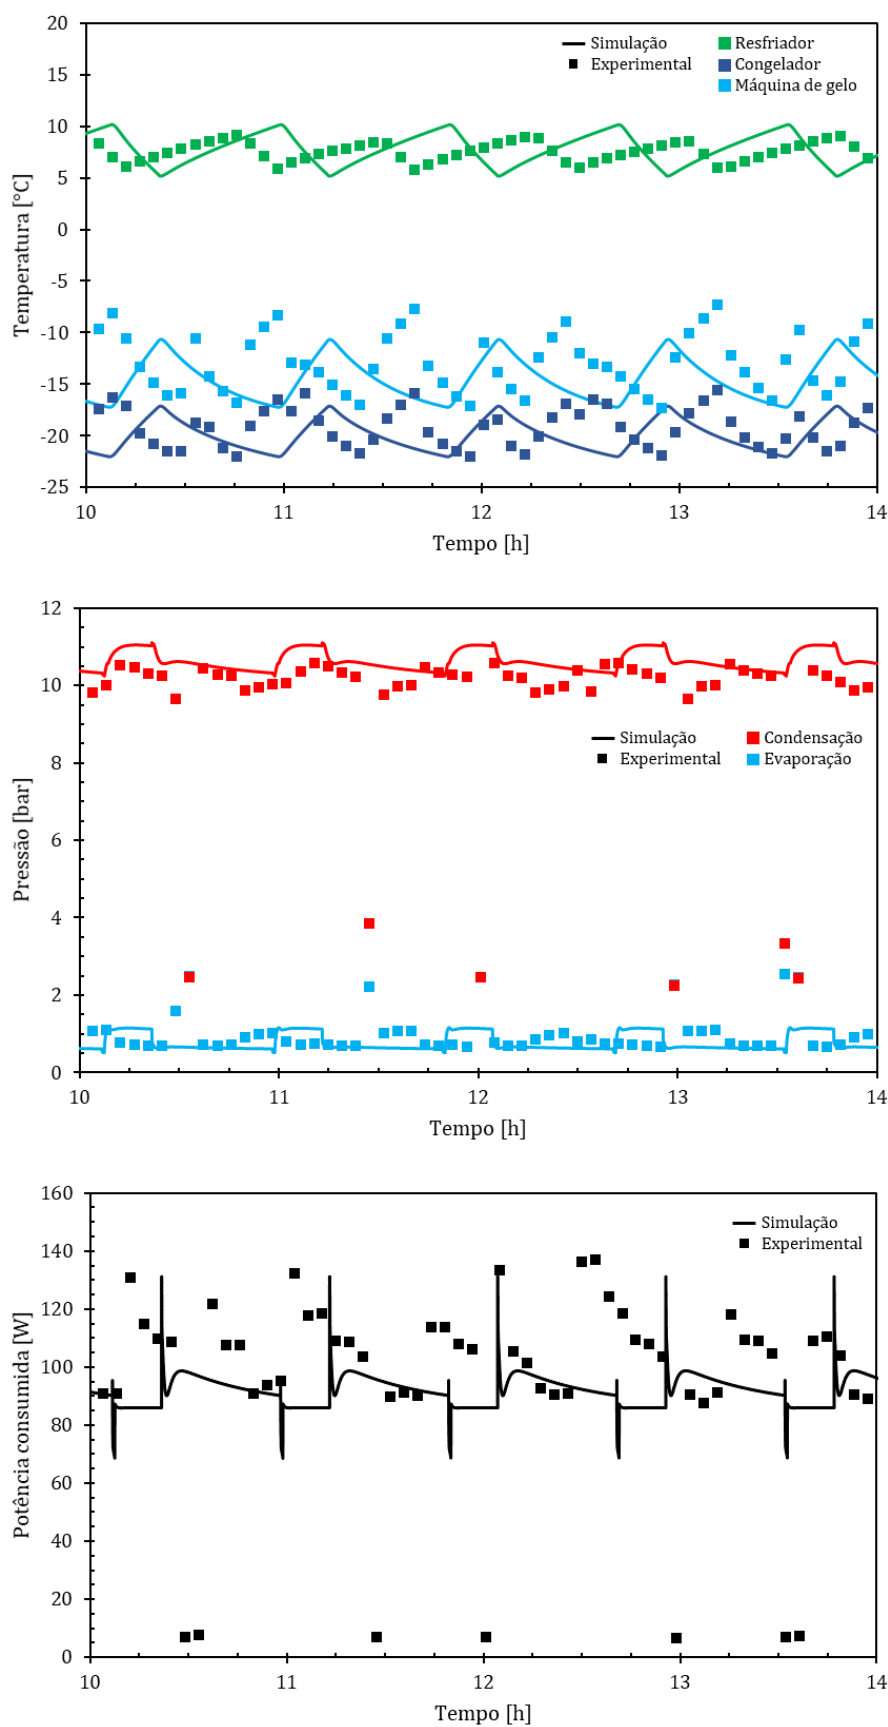 20
15
10
5
0
-5
-10
-15
-20
-25
Temperatura [°C]
Simulação
Experimental
Resfriador
Congelador
Máquina de gelo
10 11 12 13 14
Tempo [h]
12
10
8
6
4
2
0
Pressão [bar]
Simulação
Experimental
Condensação
Evaporação
10 11 12 13 14
Tempo [h]
160
140
120
100
80
60
40
20
0
Potência consumida [W]
Simulação
Experimental
10 11 12 13 14
Tempo [h]